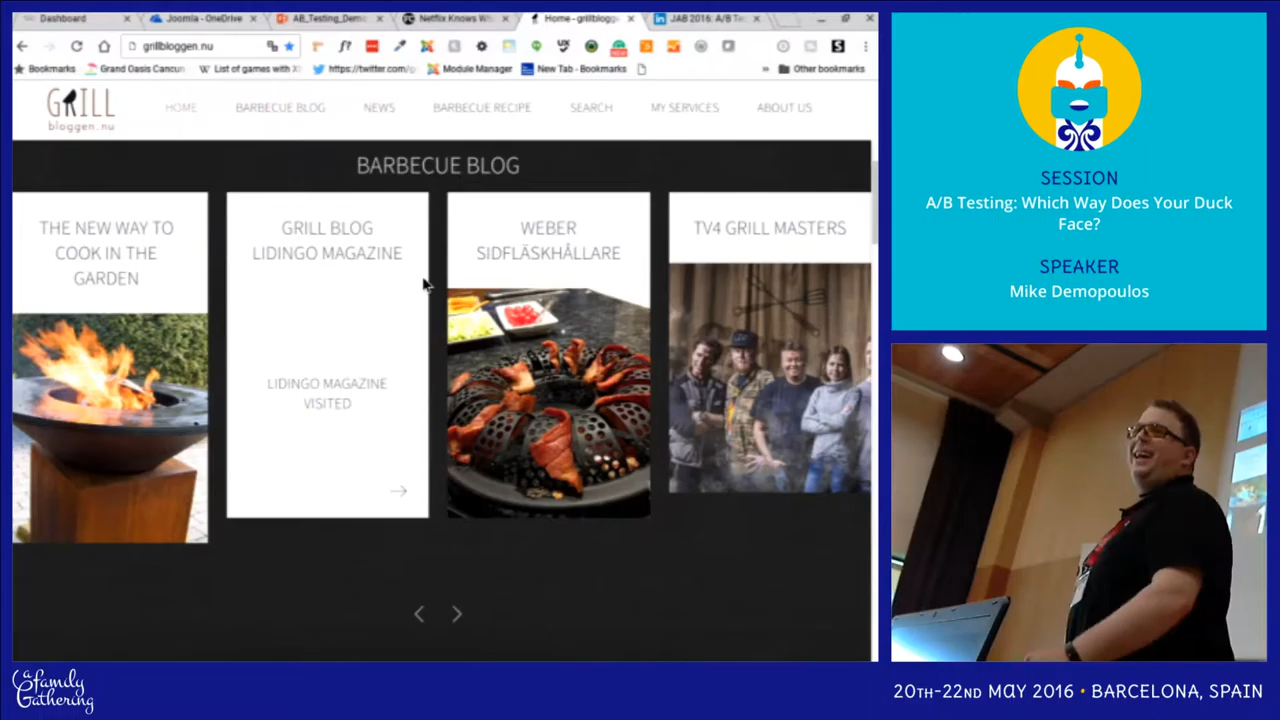 Dashboard
Joomla - OneDrive
AB_Testing_Dem
Netflix Knows Wh
Home - grillblogg
JAB 2016: A/B Te
grillbloggen.nu
Bookmarks
Grand Oasis Cancun
List of games with X
https://twitter.com/p
Module Manager
New Tab - Bookmarks
»
Other bookmarks
GRILL
bloggen.nu
HOME
BARBECUE BLOG
NEWS
BARBECUE RECIPE
SEARCH
MY SERVICES
ABOUT US
BARBECUE BLOG
THE NEW WAY TO
COOK IN THE
GARDEN
GRILL BLOG
LIDINGO MAGAZINE
LIDINGO MAGAZINE
VISITED
WEBER
SIDFLÄSKHÅLLARE
TV4 GRILL MASTERS
SESSION
A/B Testing: Which Way Does Your Duck
Face?
SPEAKER
Mike Demopoulos
a family
Gathering
20TH-22ND MAY 2016 • BARCELONA, SPAIN